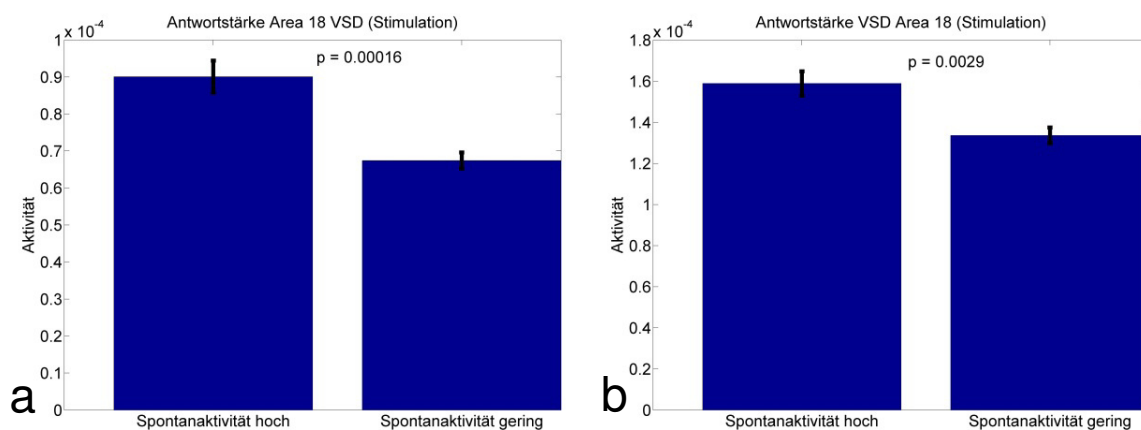 Antwortstärke Area 18 VSD (Stimulation)
x 10⁻⁴
1
p = 0.00016
0.9
0.8
0.7
0.6
0.5
0.4
0.3
0.2
0.1
0
Aktivität
Spontanaktivität hoch Spontanaktivität gering
a
Antwortstärke VSD Area 18 (Stimulation)
x 10⁻⁴
1.8
p = 0.0029
1.6
1.4
1.2
1
0.8
0.6
0.4
0.2
0
Aktivität
Spontanaktivität hoch Spontanaktivität gering
b